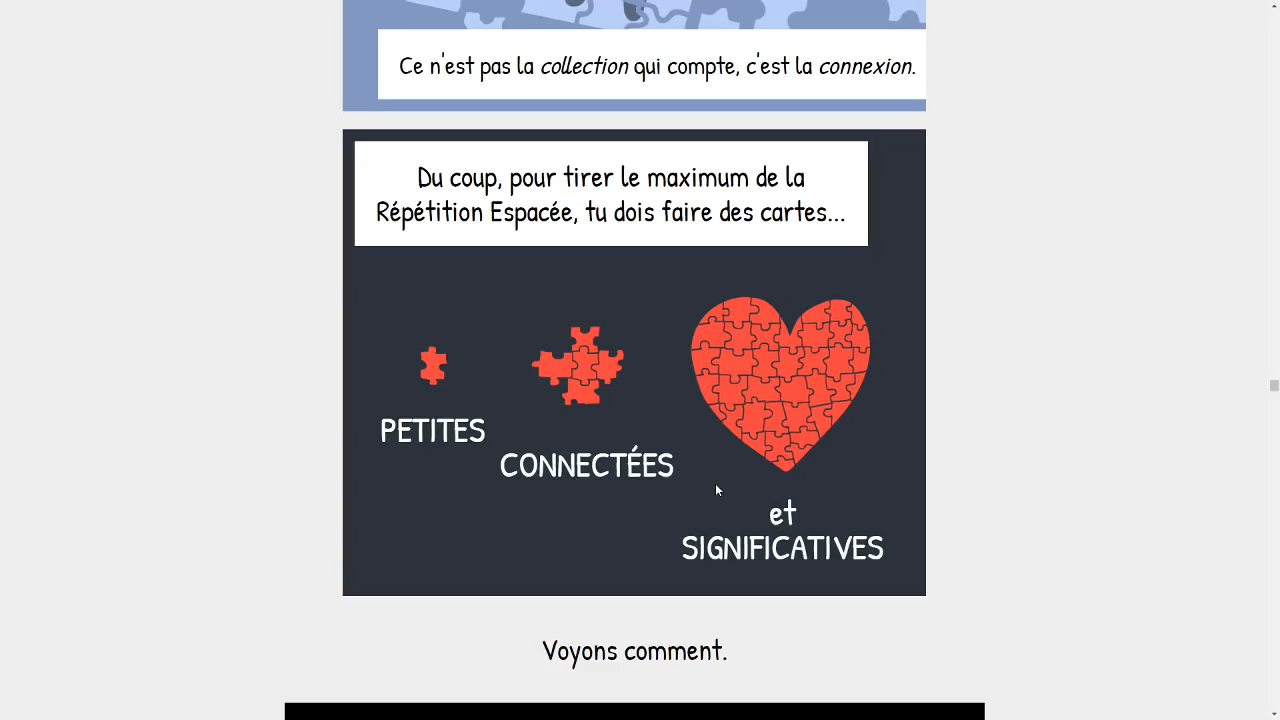 Ce n'est pas la collection qui compte, c'est la connexion.
Du coup, pour tirer le maximum de la
Répétition Espacée, tu dois faire des cartes...
PETITES
CONNECTÉES
et
SIGNIFICATIVES
Voyons comment.